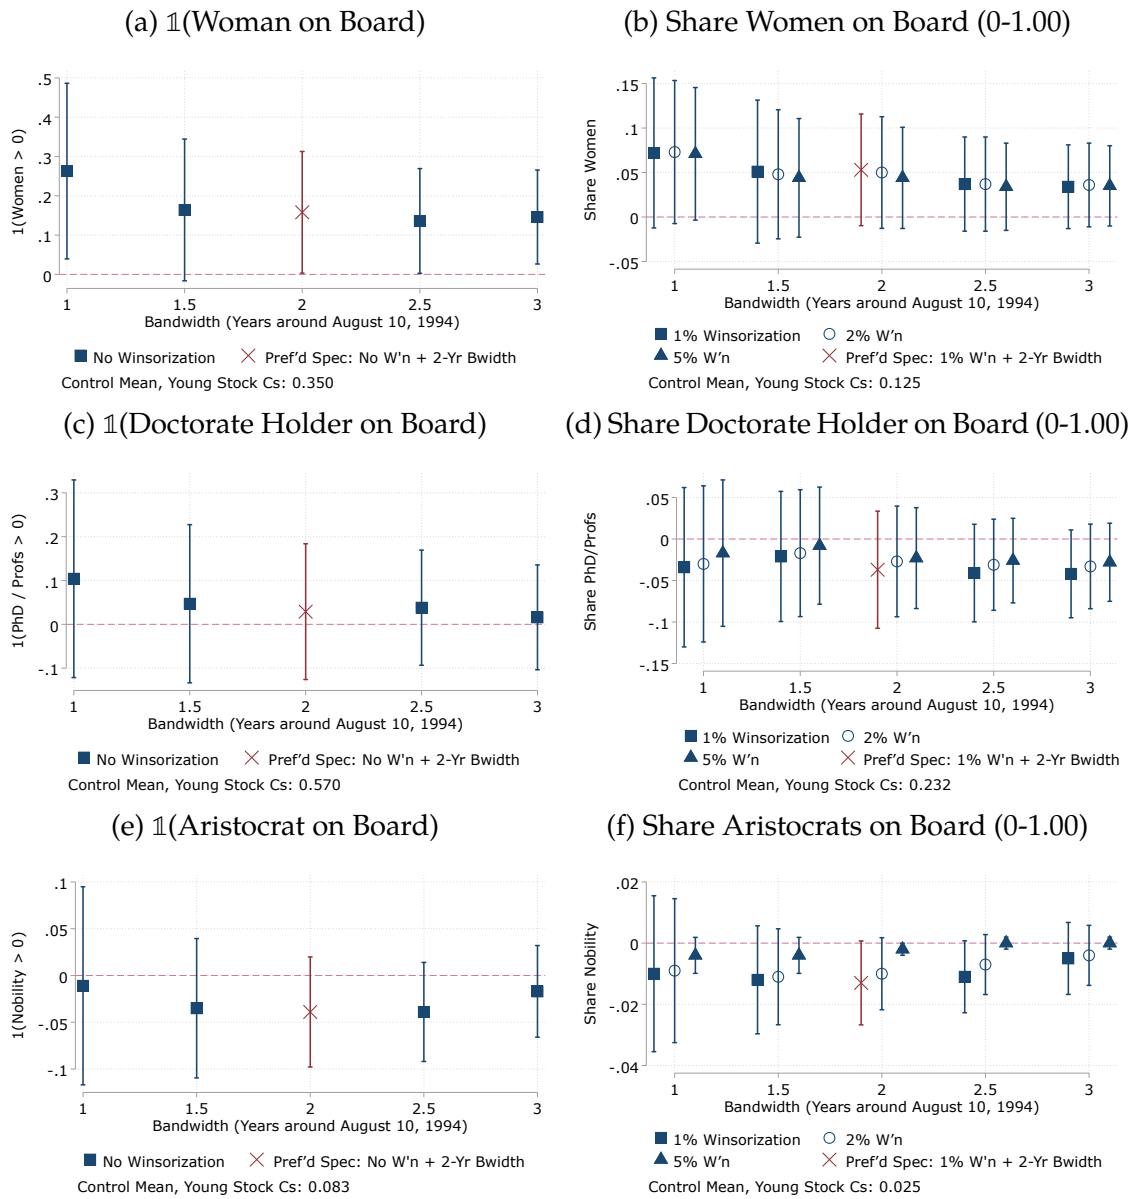 (a) 𝟙(Woman on Board)
.5
.4
.3
.2
.1
0
1(Women > 0)
1 1.5 2 2.5 3
Bandwidth (Years around August 10, 1994)
No Winsorization Pref'd Spec: No W'n + 2-Yr Bwidth
Control Mean, Young Stock Cs: 0.350
(b) Share Women on Board (0-1.00)
.15
.1
.05
0
-.05
Share Women
1 1.5 2 2.5 3
Bandwidth (Years around August 10, 1994)
1% Winsorization 2% W'n
5% W'n Pref'd Spec: 1% W'n + 2-Yr Bwidth
Control Mean, Young Stock Cs: 0.125
(c) 𝟙(Doctorate Holder on Board)
.3
.2
.1
0
-.1
1(PhD / Profs > 0)
1 1.5 2 2.5 3
Bandwidth (Years around August 10, 1994)
No Winsorization Pref'd Spec: No W'n + 2-Yr Bwidth
Control Mean, Young Stock Cs: 0.570
(d) Share Doctorate Holder on Board (0-1.00)
.05
0
-.05
-.1
-.15
Share PhD/Profs
1 1.5 2 2.5 3
Bandwidth (Years around August 10, 1994)
1% Winsorization 2% W'n
5% W'n Pref'd Spec: 1% W'n + 2-Yr Bwidth
Control Mean, Young Stock Cs: 0.232
(e) 𝟙(Aristocrat on Board)
.1
.05
0
-.05
-.1
1(Nobility > 0)
1 1.5 2 2.5 3
Bandwidth (Years around August 10, 1994)
No Winsorization Pref'd Spec: No W'n + 2-Yr Bwidth
Control Mean, Young Stock Cs: 0.083
(f) Share Aristocrats on Board (0-1.00)
.02
0
-.02
-.04
Share Nobility
1 1.5 2 2.5 3
Bandwidth (Years around August 10, 1994)
1% Winsorization 2% W'n
5% W'n Pref'd Spec: 1% W'n + 2-Yr Bwidth
Control Mean, Young Stock Cs: 0.025